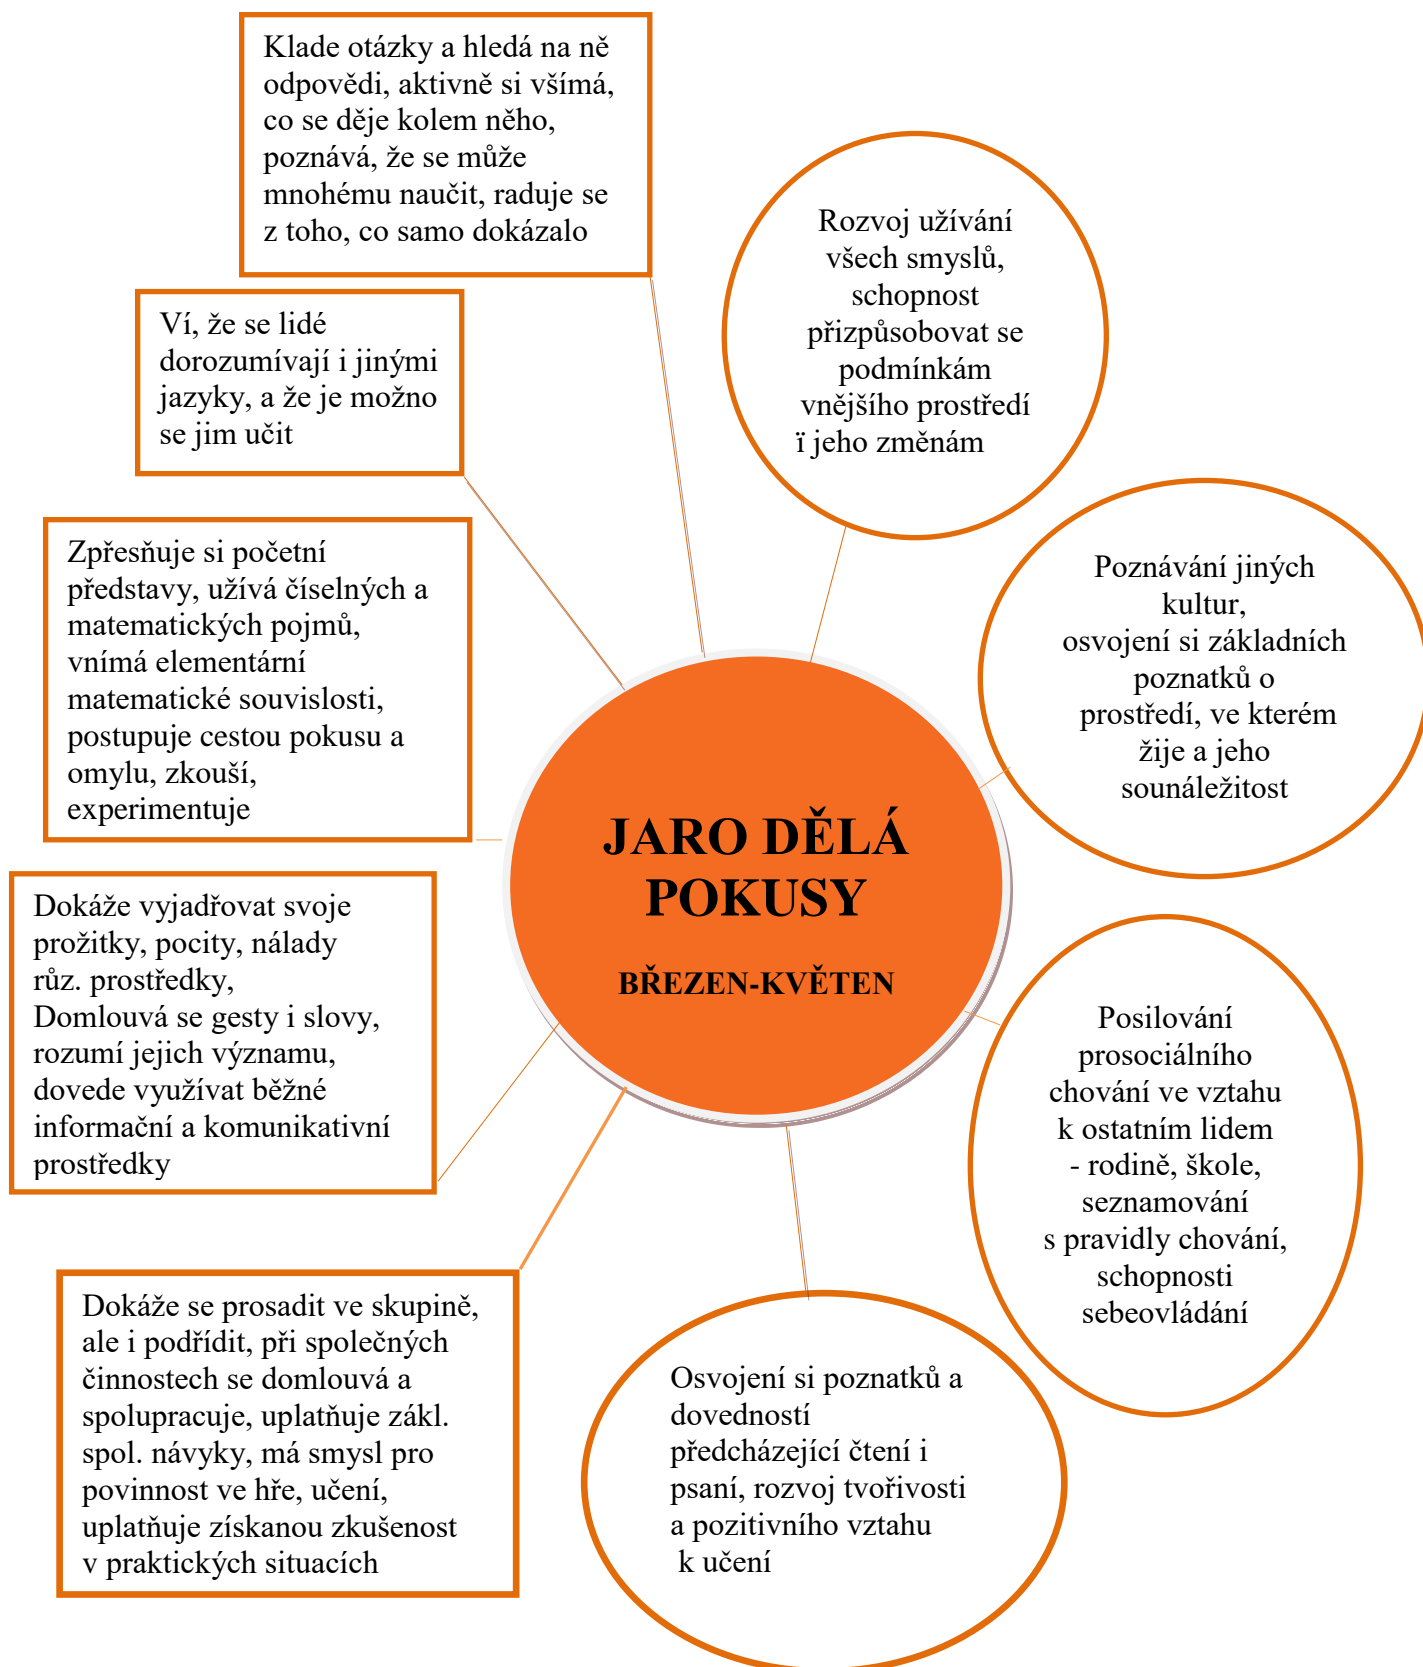 Klade otázky a hledá na ně
odpovědi, aktivně si všímá,
co se děje kolem něho,
poznává, že se může
mnohému naučit, raduje se
z toho, co samo dokázalo
Rozvoj užívání
všech smyslů,
schopnost
přizpůsobovat se
podmínkám
vnějšího prostředí
ï jeho změnám
Ví, že se lidé
dorozumívají i jinými
jazyky, a že je možno
se jim učit
Poznávání jiných
kultur,
osvojení si základních
poznatků o
prostředí, ve kterém
žije a jeho
sounáležitost
Zpřesňuje si početní
představy, užívá číselných a
matematických pojmů,
vnímá elementární
matematické souvislosti,
postupuje cestou pokusu a
omylu, zkouší,
experimentuje
JARO DĚLÁ
POKUSY
BŘEZEN-KVĚTEN
Dokáže vyjadřovat svoje
prožitky, pocity, nálady
růz. prostředky,
Domlouvá se gesty i slovy,
rozumí jejich významu,
dovede využívat běžné
informační a komunikativní
prostředky
Posilování
prosociálního
chování ve vztahu
k ostatním lidem
- rodině, škole,
seznamování
s pravidly chování,
schopnosti
sebeovládání
Dokáže se prosadit ve skupině,
ale i podřídit, při společných
činnostech se domlouvá a
spolupracuje, uplatňuje zákl.
spol. návyky, má smysl pro
povinnost ve hře, učení,
uplatňuje získanou zkušenost
v praktických situacích
Osvojení si poznatků a
dovedností
předcházející čtení i
psaní, rozvoj tvořivosti
a pozitivního vztahu
k učení